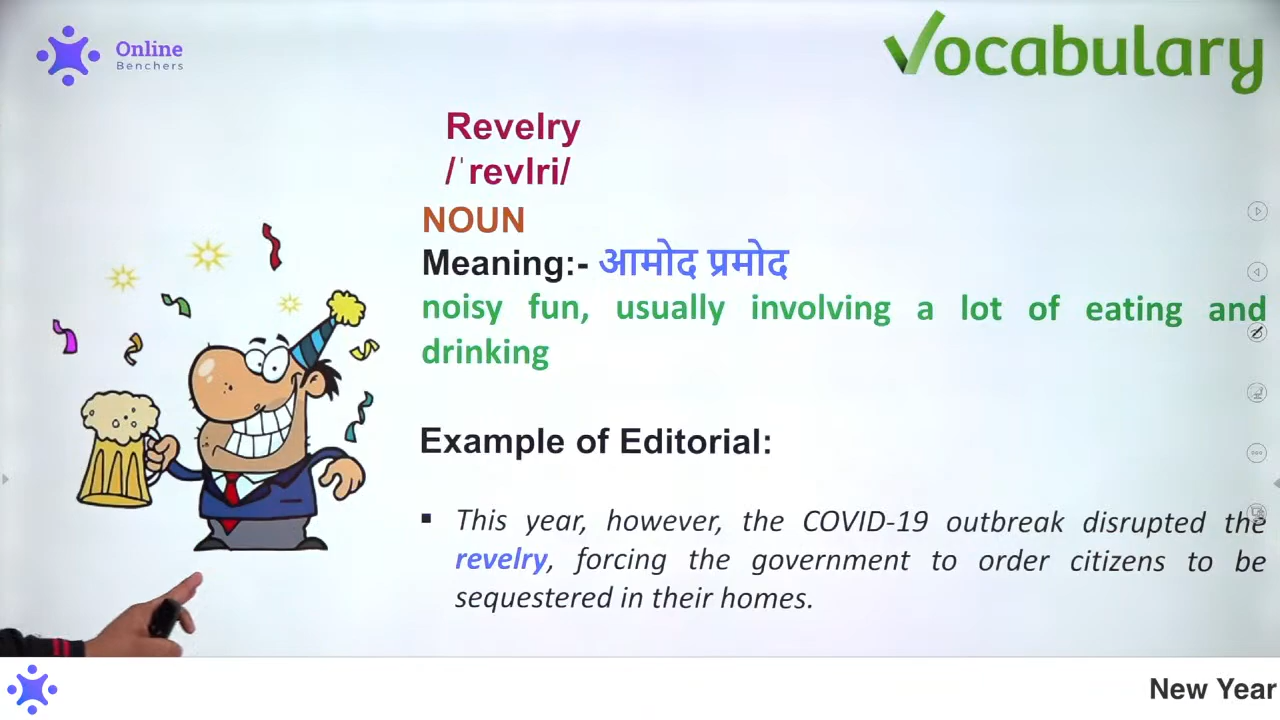 Online
Benchers
Vocabulary
Revelry
/ˈrevlri/
NOUN
Meaning:- आमोद प्रमोद
noisy fun, usually involving a lot of eating and
drinking
Example of Editorial:
▪ This year, however, the COVID-19 outbreak disrupted the
revelry, forcing the government to order citizens to be
sequestered in their homes.
New Year